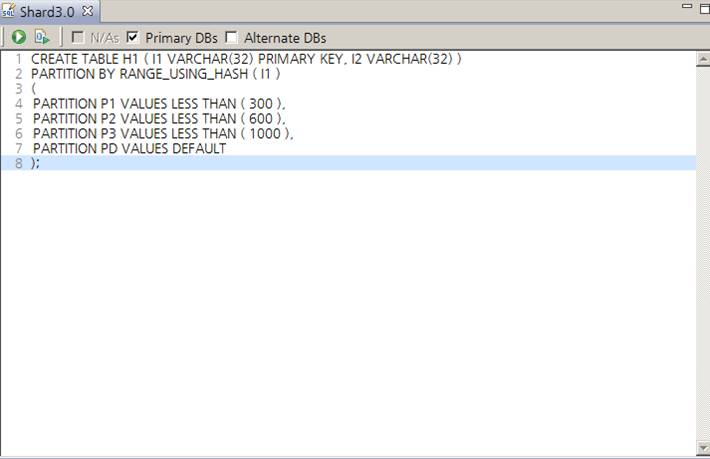 SQL Shard3.0
N/As Primary DBs Alternate DBs
1 CREATE TABLE H1 ( I1 VARCHAR(32) PRIMARY KEY, I2 VARCHAR(32) )
2 PARTITION BY RANGE_USING_HASH ( I1 )
3 (
4 PARTITION P1 VALUES LESS THAN ( 300 ),
5 PARTITION P2 VALUES LESS THAN ( 600 ),
6 PARTITION P3 VALUES LESS THAN ( 1000 ),
7 PARTITION PD VALUES DEFAULT
8 );